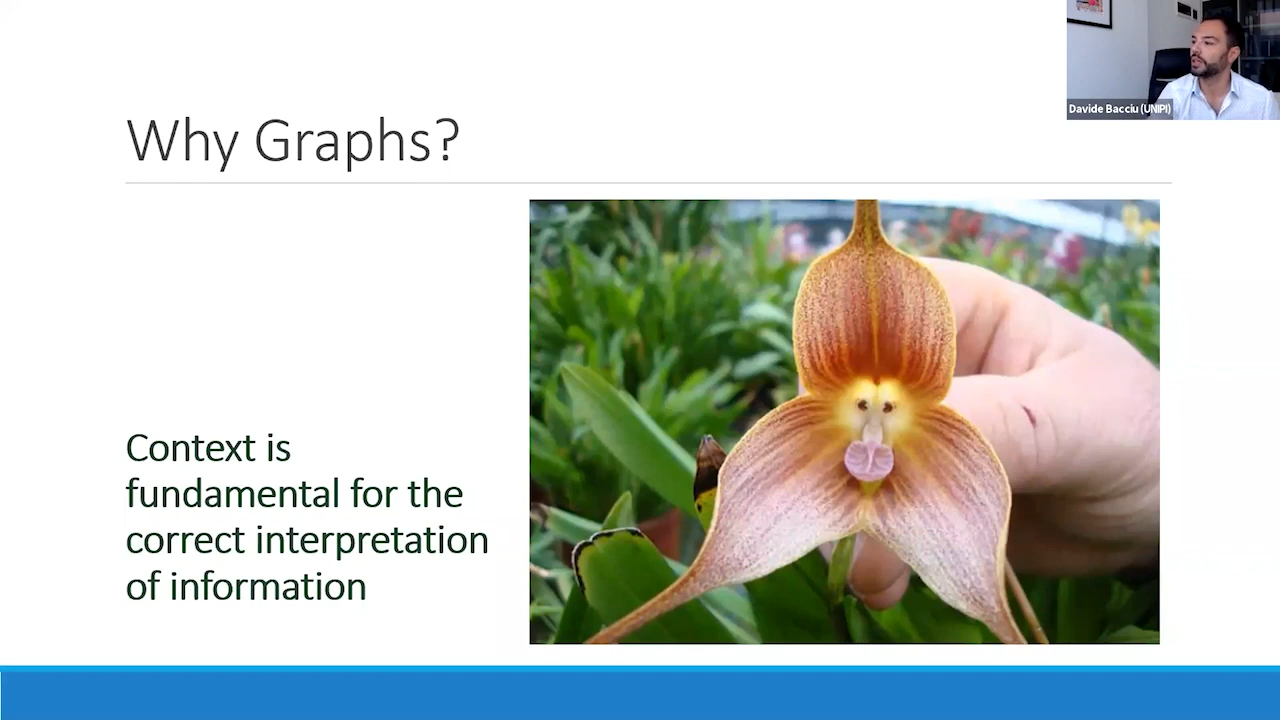 Davide Bacciu (UNIPI)
Why Graphs?
Context is
fundamental for the
correct interpretation
of information